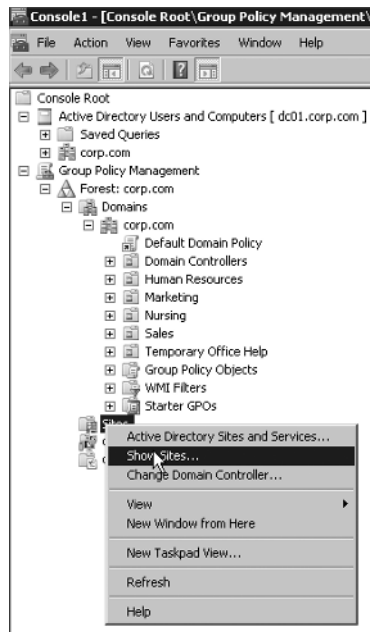 Console1 - [Console Root\Group Policy Management\
File Action View Favorites Window Help
Console Root
Active Directory Users and Computers [ dc01.corp.com ]
Saved Queries
corp.com
Group Policy Management
Forest: corp.com
Domains
corp.com
Default Domain Policy
Domain Controllers
Human Resources
Marketing
Nursing
Sales
Temporary Office Help
Group Policy Objects
WMI Filters
Starter GPOs
Sites
Active Directory Sites and Services...
Show Sites...
Change Domain Controller...
View
New Window from Here
New Taskpad View...
Refresh
Help